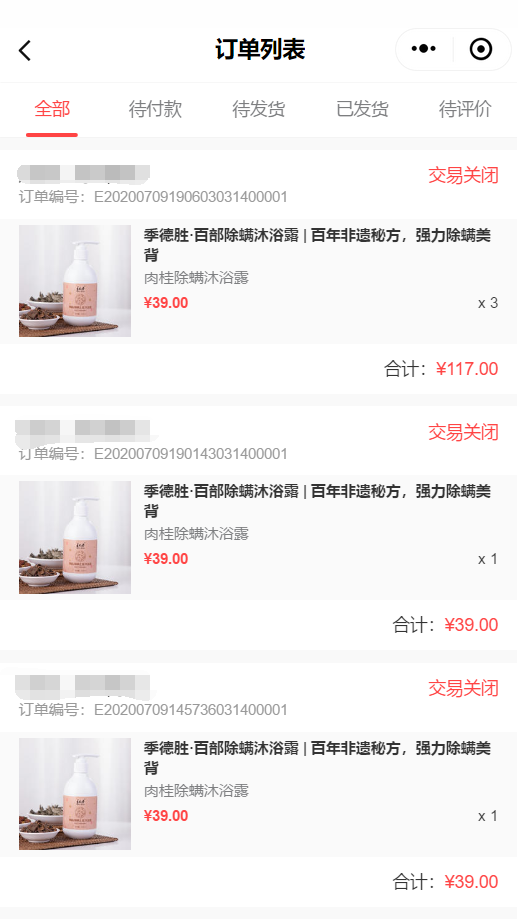 订单列表
全部 待付款 待发货 已发货 待评价
交易关闭
订单编号：E20200709190603031400001
季德胜·百部除螨沐浴露 | 百年非遗秘方，强力除螨美
背
肉桂除螨沐浴露
¥39.00 x 3
合计：¥117.00
交易关闭
订单编号：E20200709190143031400001
季德胜·百部除螨沐浴露 | 百年非遗秘方，强力除螨美
背
肉桂除螨沐浴露
¥39.00 x 1
合计：¥39.00
交易关闭
订单编号：E20200709145736031400001
季德胜·百部除螨沐浴露 | 百年非遗秘方，强力除螨美
背
肉桂除螨沐浴露
¥39.00 x 1
合计：¥39.00